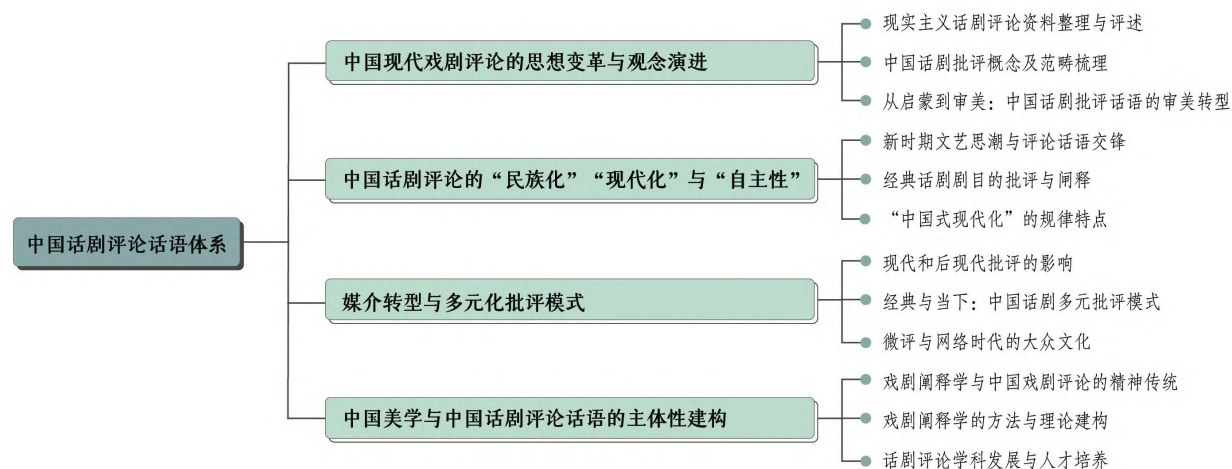 中国话剧评论话语体系
中国现代戏剧评论的思想变革与观念演进
现实主义话剧评论资料整理与评述
中国话剧批评概念及范畴梳理
从启蒙到审美：中国话剧批评话语的审美转型
中国话剧评论的“民族化”“现代化”与“自主性”
新时期文艺思潮与评论话语交锋
经典话剧剧目的批评与阐释
“中国式现代化”的规律特点
媒介转型与多元化批评模式
现代和后现代批评的影响
经典与当下：中国话剧多元批评模式
微评与网络时代的大众文化
中国美学与中国话剧评论话语的主体性建构
戏剧阐释学与中国戏剧评论的精神传统
戏剧阐释学的方法与理论建构
话剧评论学科发展与人才培养